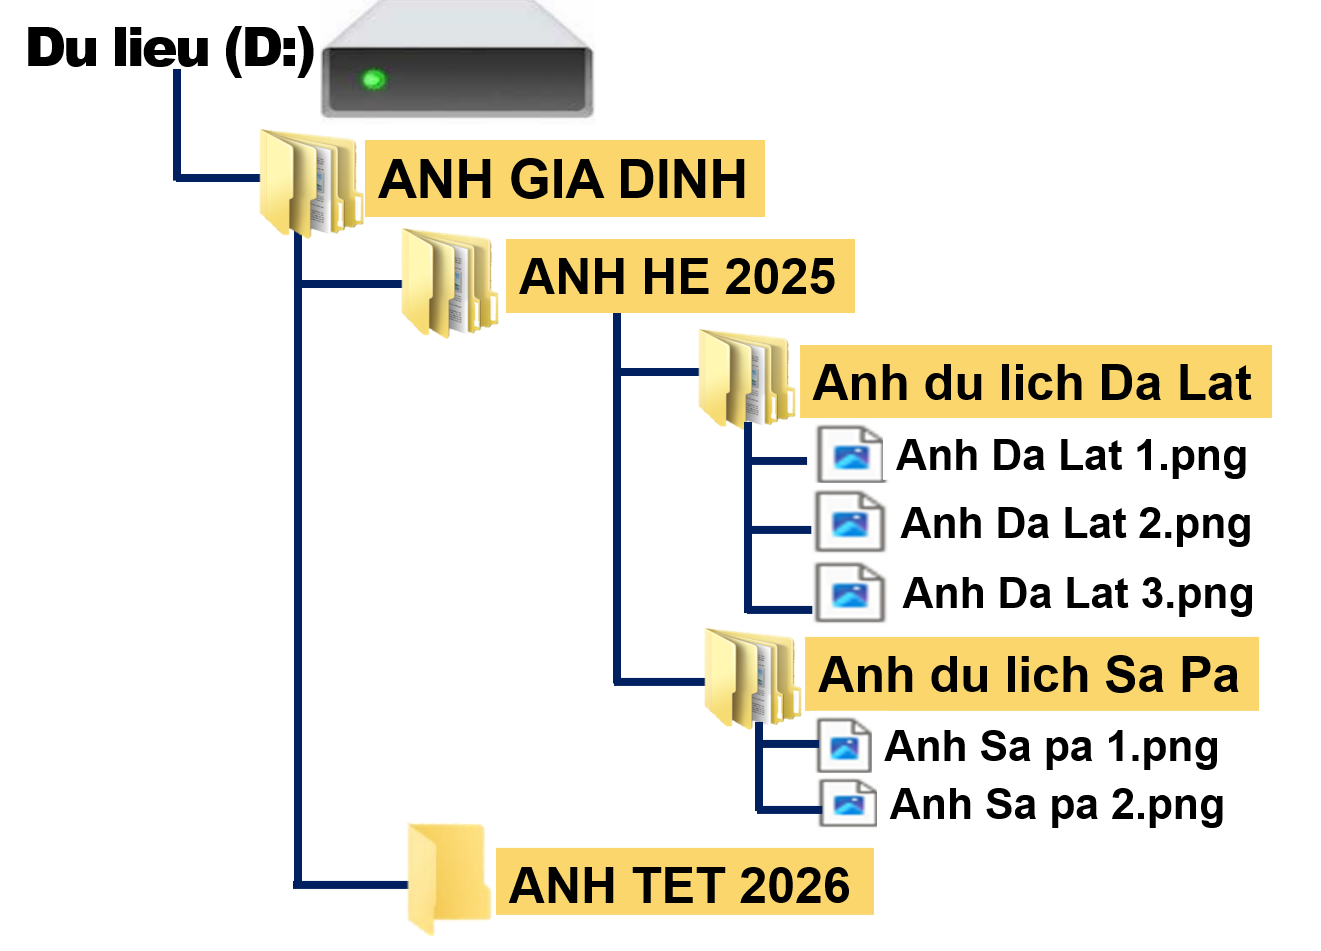 Du lieu (D:)
ANH GIA DINH
ANH HE 2025
Anh du lich Da Lat
Anh Da Lat 1.png
Anh Da Lat 2.png
Anh Da Lat 3.png
Anh du lich Sa Pa
Anh Sa pa 1.png
Anh Sa pa 2.png
ANH TET 2026